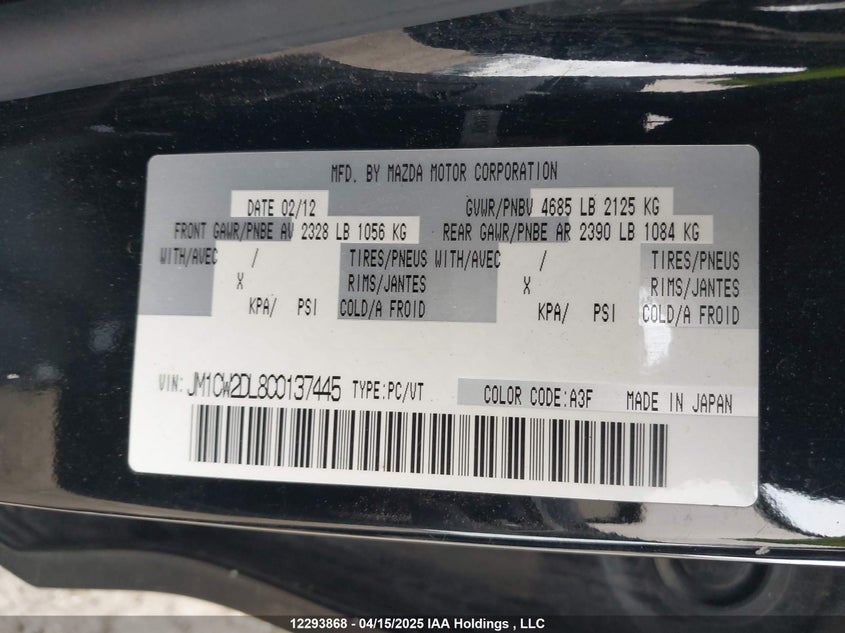 MFD. BY MAZDA MOTOR CORPORATION
DATE 02/12 GVWR/PNBV 4685 LB 2125 KG
FRONT GAWR/PNBE AV 2328 LB 1056 KG REAR GAWR/PNBE AR 2390 LB 1084 KG
WITH/AVEC / TIRES/PNEUS WITH/AVEC / TIRES/PNEUS
X RIMS/JANTES X RIMS/JANTES
KPA/ PSI COLD/A FROID KPA/ PSI COLD/A FROID
VIN: JM1CW2DL8C0137445 TYPE:PC/VT COLOR CODE:A3F MADE IN JAPAN
12293868 - 04/15/2025 IAA Holdings , LLC